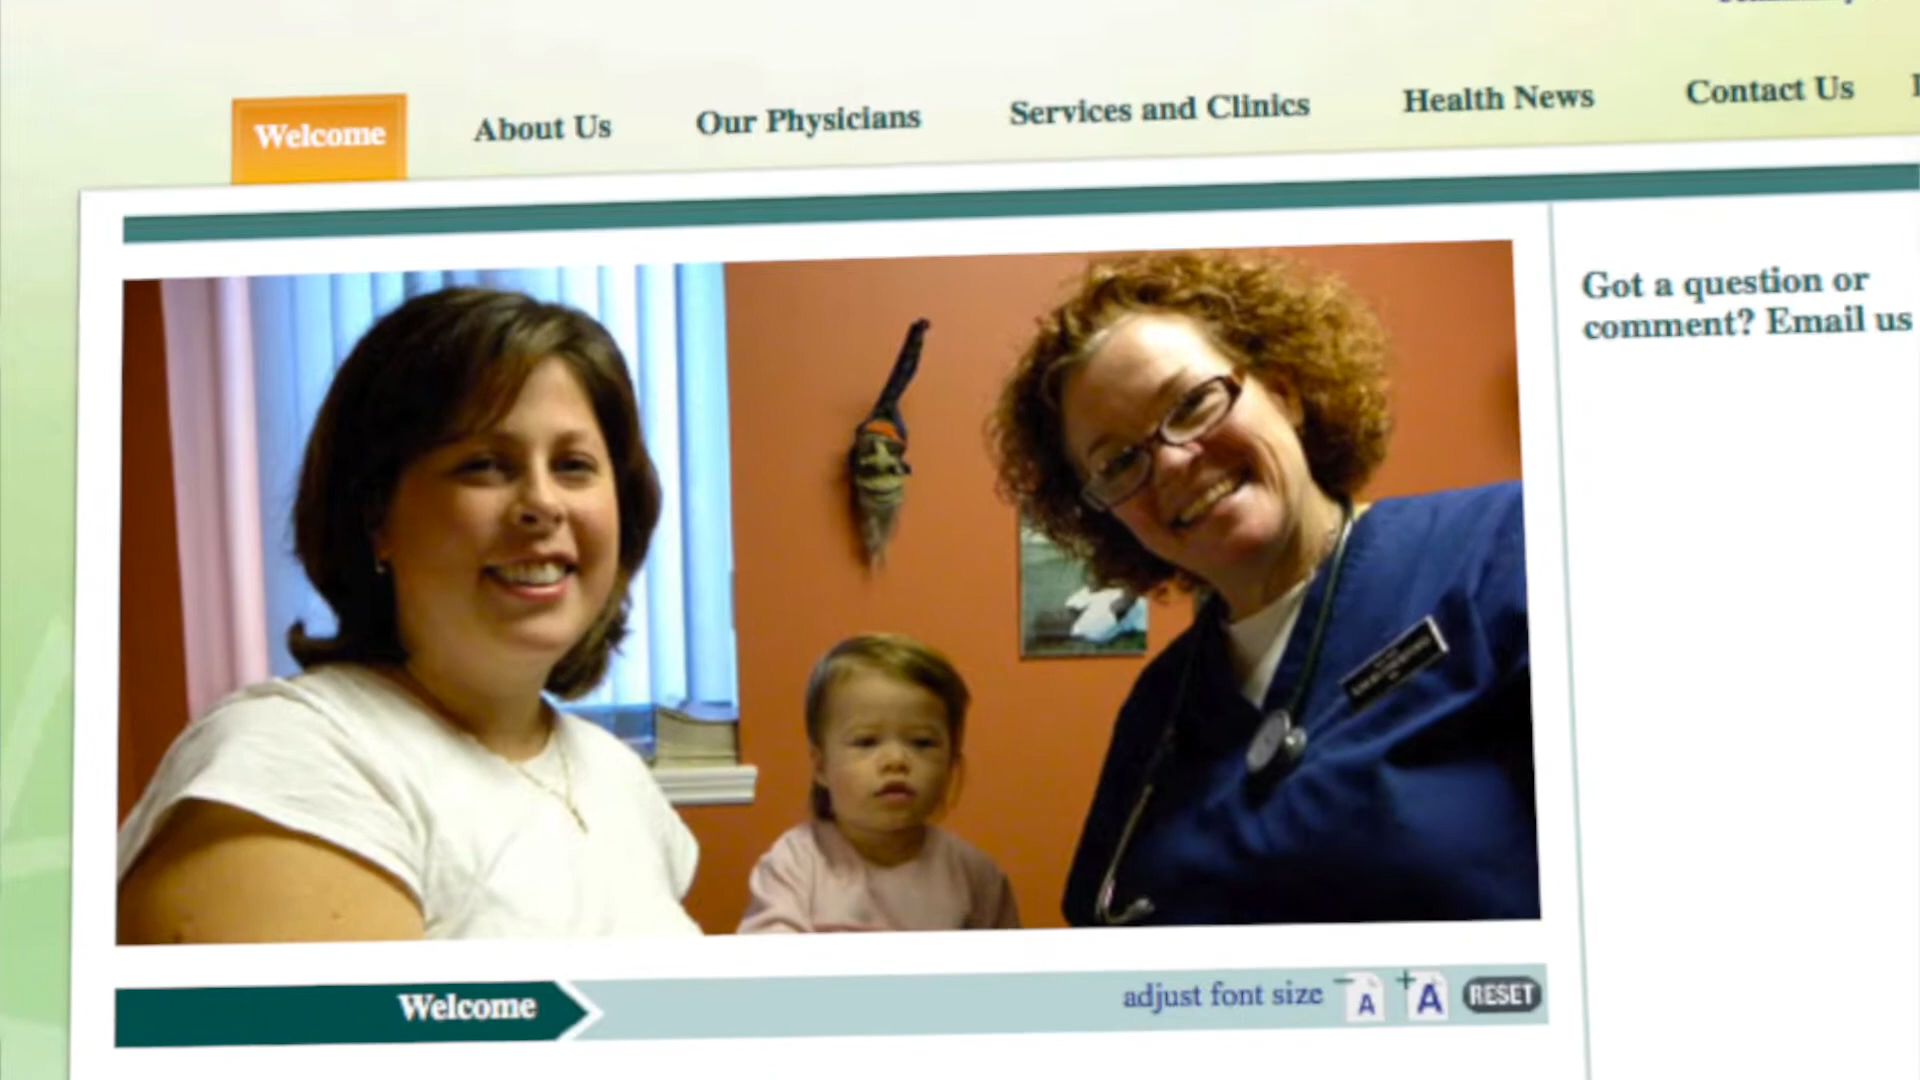 Welcome
About Us
Our Physicians
Services and Clinics
Health News
Contact Us
Got a question or
comment? Email us
Welcome
adjust font size
- A
+ A
RESET